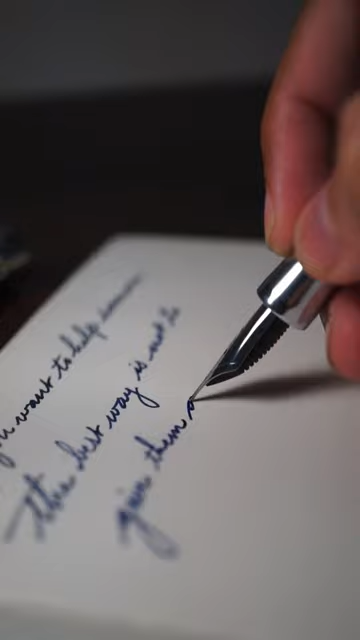 want to help
the best way is not to
give them a